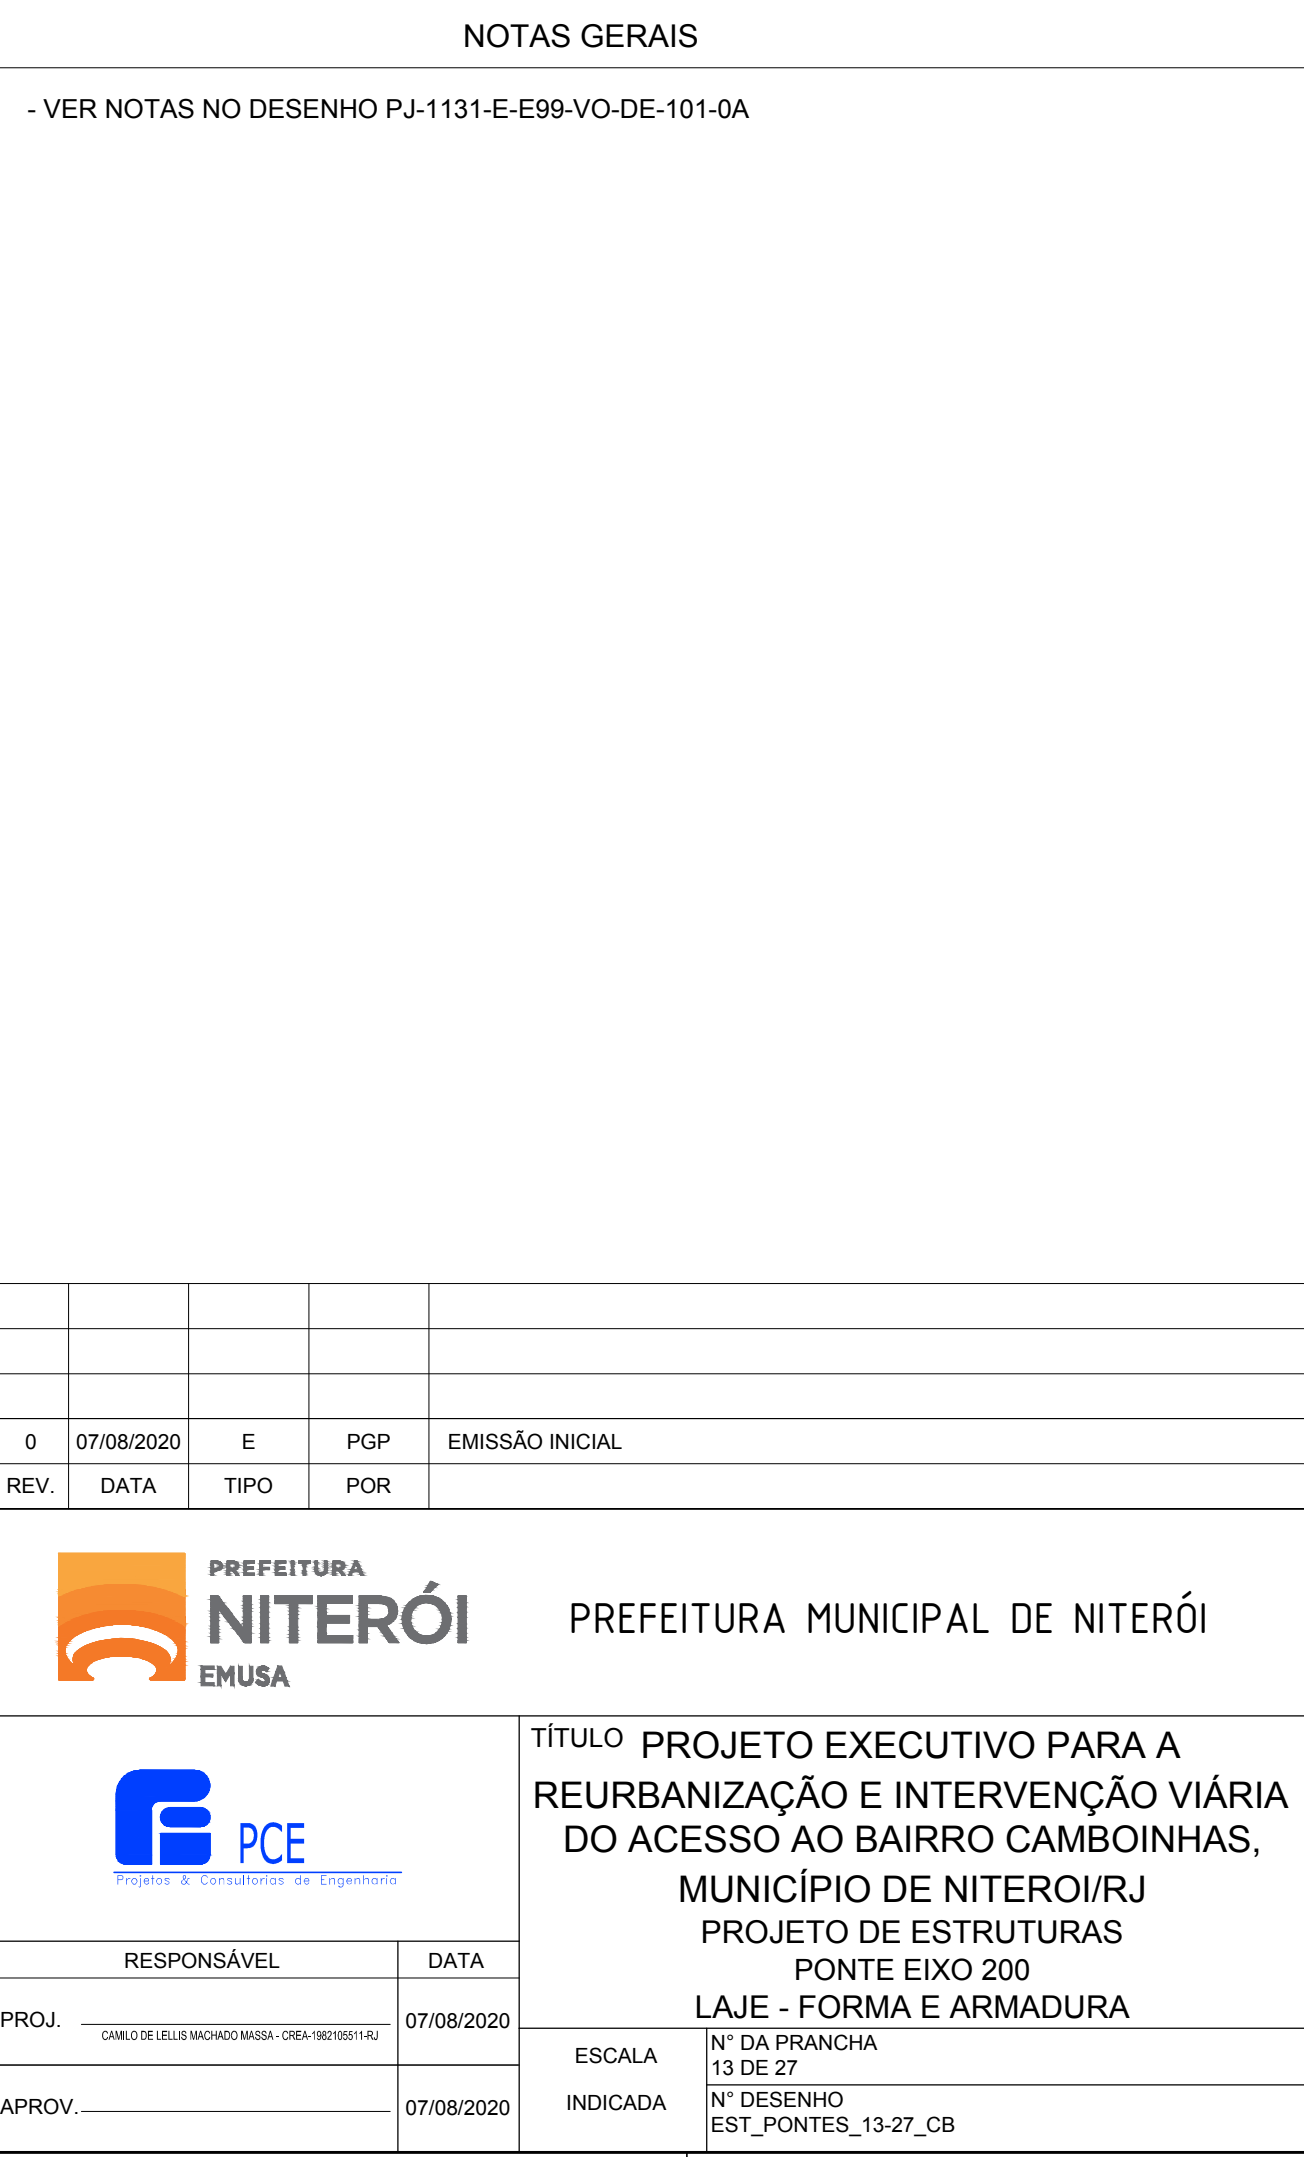 NOTAS GERAIS
- VER NOTAS NO DESENHO PJ-1131-E-E99-VO-DE-101-0A
0 07/08/2020 E PGP EMISSÃO INICIAL
REV. DATA TIPO POR
PREFEITURA
NITERÓI
EMUSA
PREFEITURA MUNICIPAL DE NITERÓI
PCE
Projetos & Consultorias de Engenharia
TÍTULO PROJETO EXECUTIVO PARA A
REURBANIZAÇÃO E INTERVENÇÃO VIÁRIA
DO ACESSO AO BAIRRO CAMBOINHAS,
MUNICÍPIO DE NITEROI/RJ
PROJETO DE ESTRUTURAS
PONTE EIXO 200
LAJE - FORMA E ARMADURA
RESPONSÁVEL DATA
PROJ. 07/08/2020
CAMILO DE LELLIS MACHADO MASSA - CREA-1982105511-RJ
APROV. 07/08/2020
ESCALA
INDICADA
N° DA PRANCHA
13 DE 27
N° DESENHO
EST_PONTES_13-27_CB